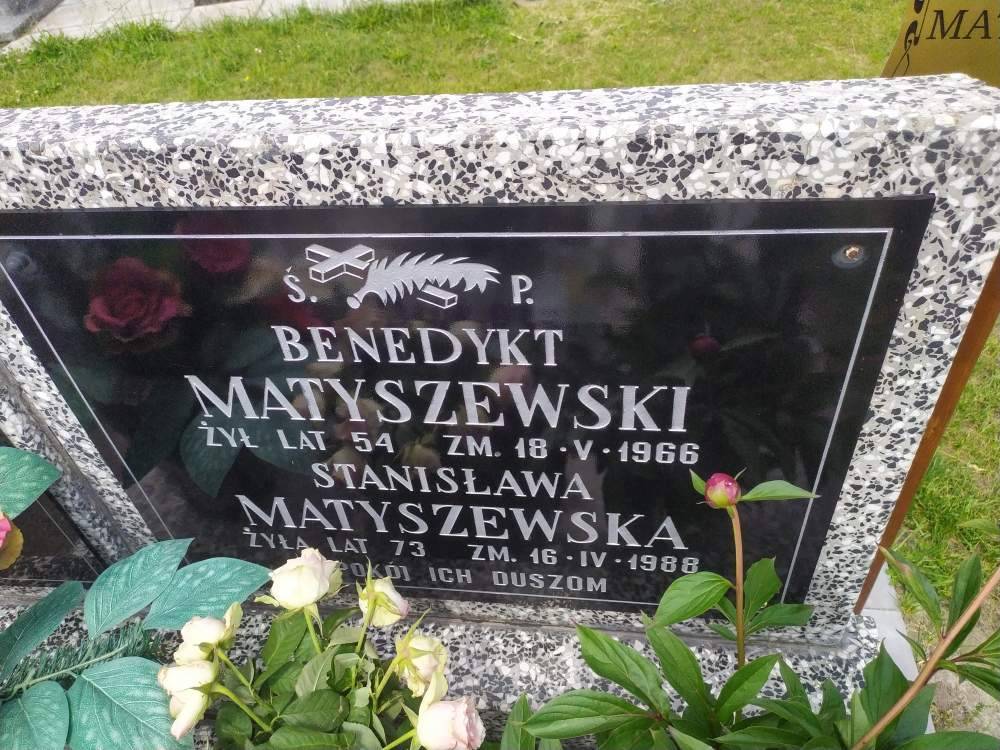 Ś. P.
BENEDYKT
MATYSZEWSKI
ŻYŁ LAT 54 ZM. 18·V·1966
STANISŁAWA
MATYSZEWSKA
ŻYŁA LAT 73 ZM. 16·IV·1988
POKÓJ ICH DUSZOM